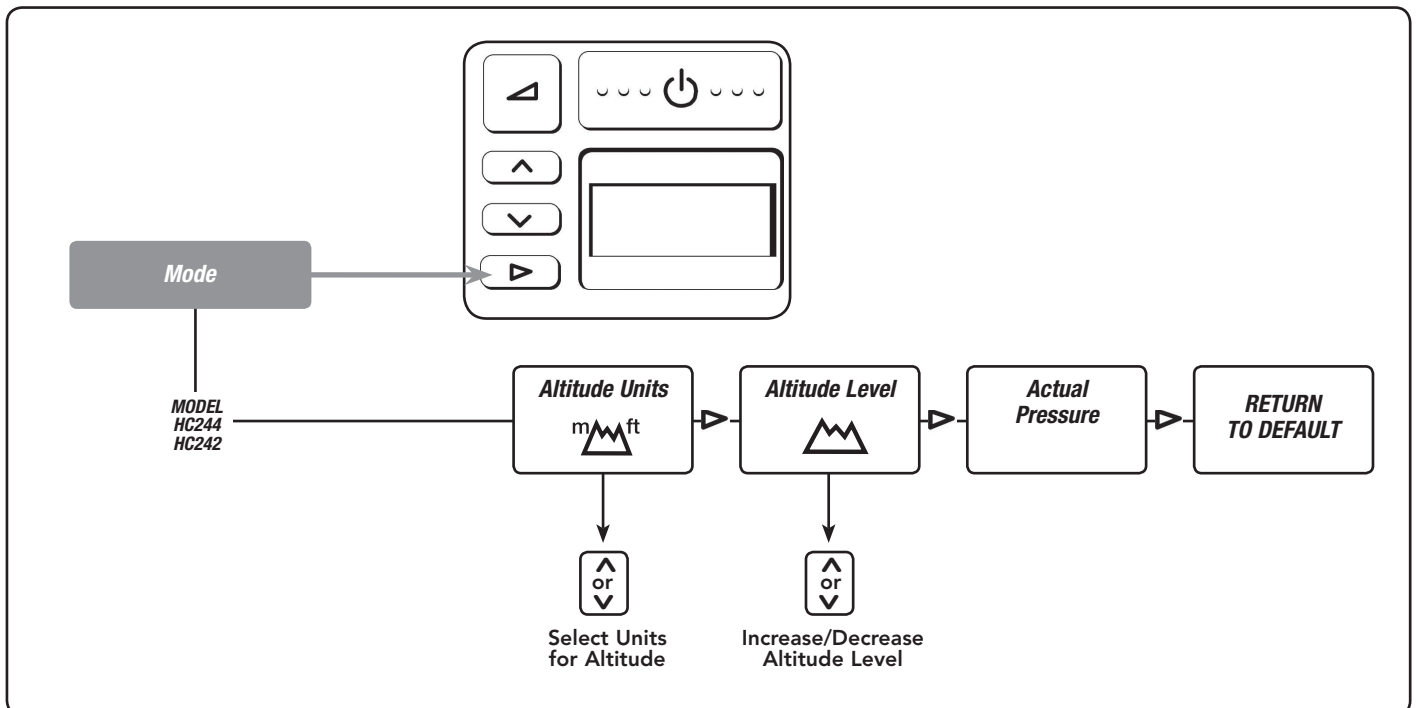 Mode
MODEL
HC244
HC242
Altitude Units
m ft
Altitude Level
Actual
Pressure
RETURN
TO DEFAULT
or
Select Units
for Altitude
or
Increase/Decrease
Altitude Level